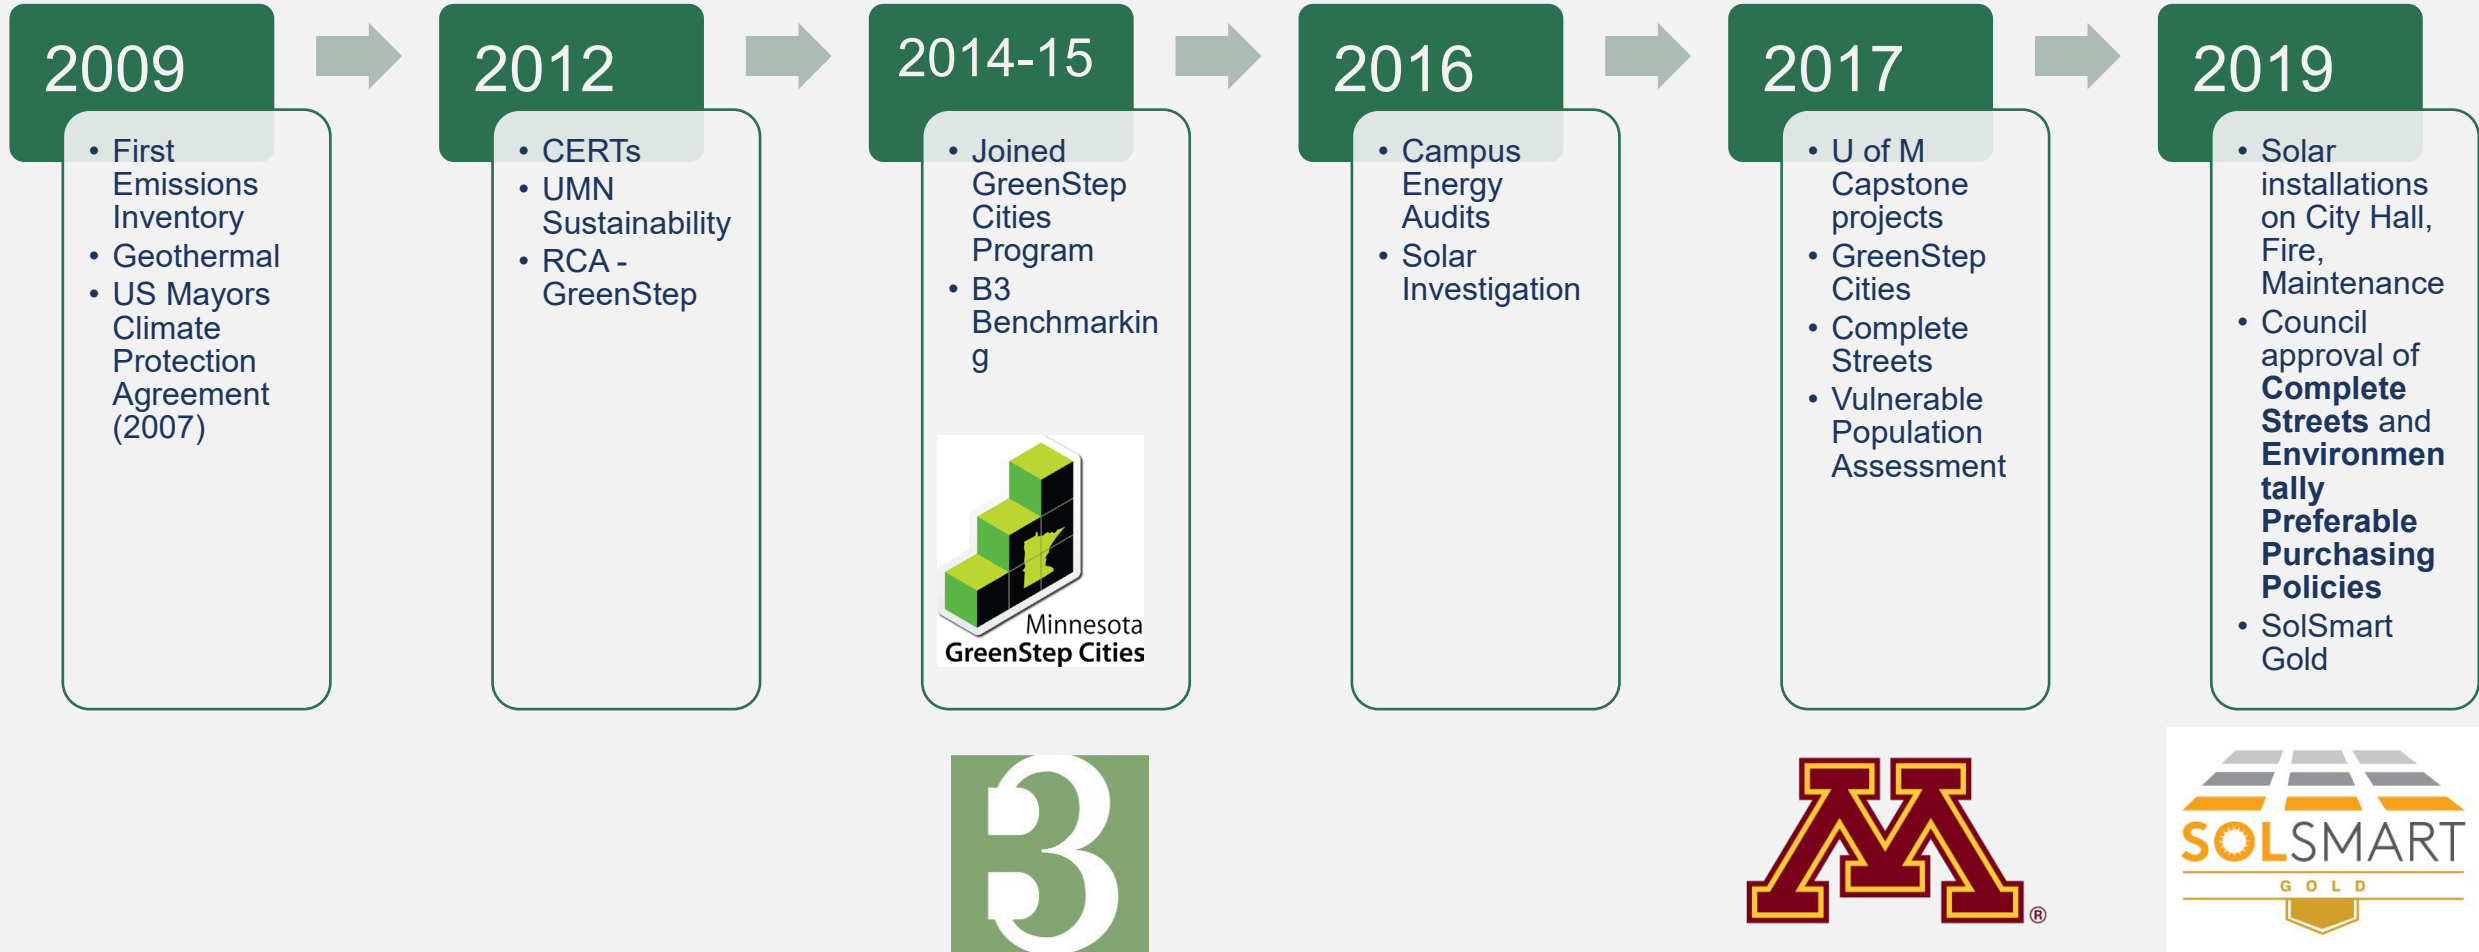 2009
• First
Emissions
Inventory
• Geothermal
• US Mayors
Climate
Protection
Agreement
(2007)
2012
• CERTs
• UMN
Sustainability
• RCA -
GreenStep
2014-15
• Joined
GreenStep
Cities
Program
• B3
Benchmarkin
g
Minnesota
GreenStep Cities
2016
• Campus
Energy
Audits
• Solar
Investigation
2017
• U of M
Capstone
projects
• GreenStep
Cities
• Complete
Streets
• Vulnerable
Population
Assessment
2019
• Solar
installations
on City Hall,
Fire,
Maintenance
• Council
approval of
Complete
Streets and
Environmen
tally
Preferable
Purchasing
Policies
• SolSmart
Gold
B3
M
®
SOLSMART
GOLD